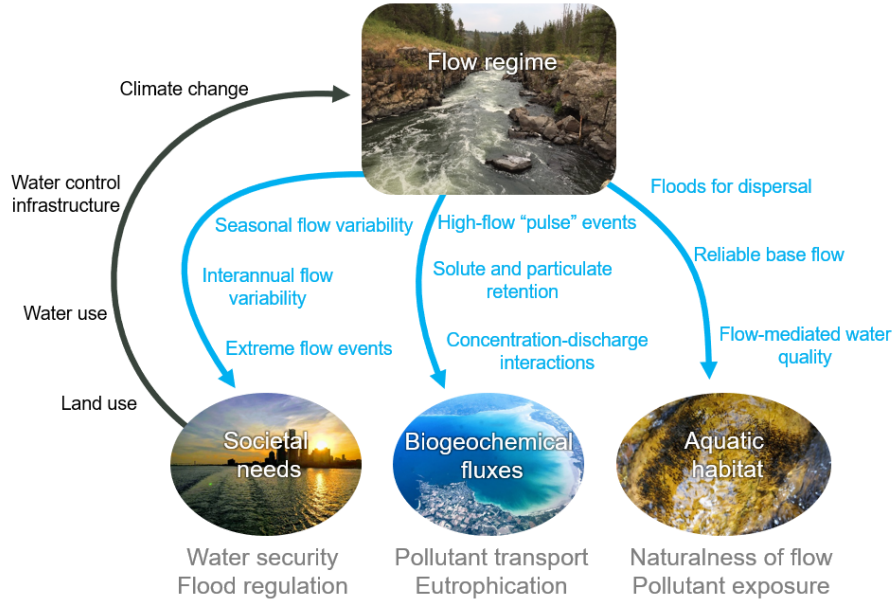 Flow regime
Climate change
Water control
infrastructure
Water use
Land use
Seasonal flow variability
Interannual flow
variability
Extreme flow events
High-flow “pulse” events
Solute and particulate
retention
Concentration-discharge
interactions
Floods for dispersal
Reliable base flow
Flow-mediated water
quality
Societal
needs
Biogeochemical
fluxes
Aquatic
habitat
Water security
Flood regulation
Pollutant transport
Eutrophication
Naturalness of flow
Pollutant exposure